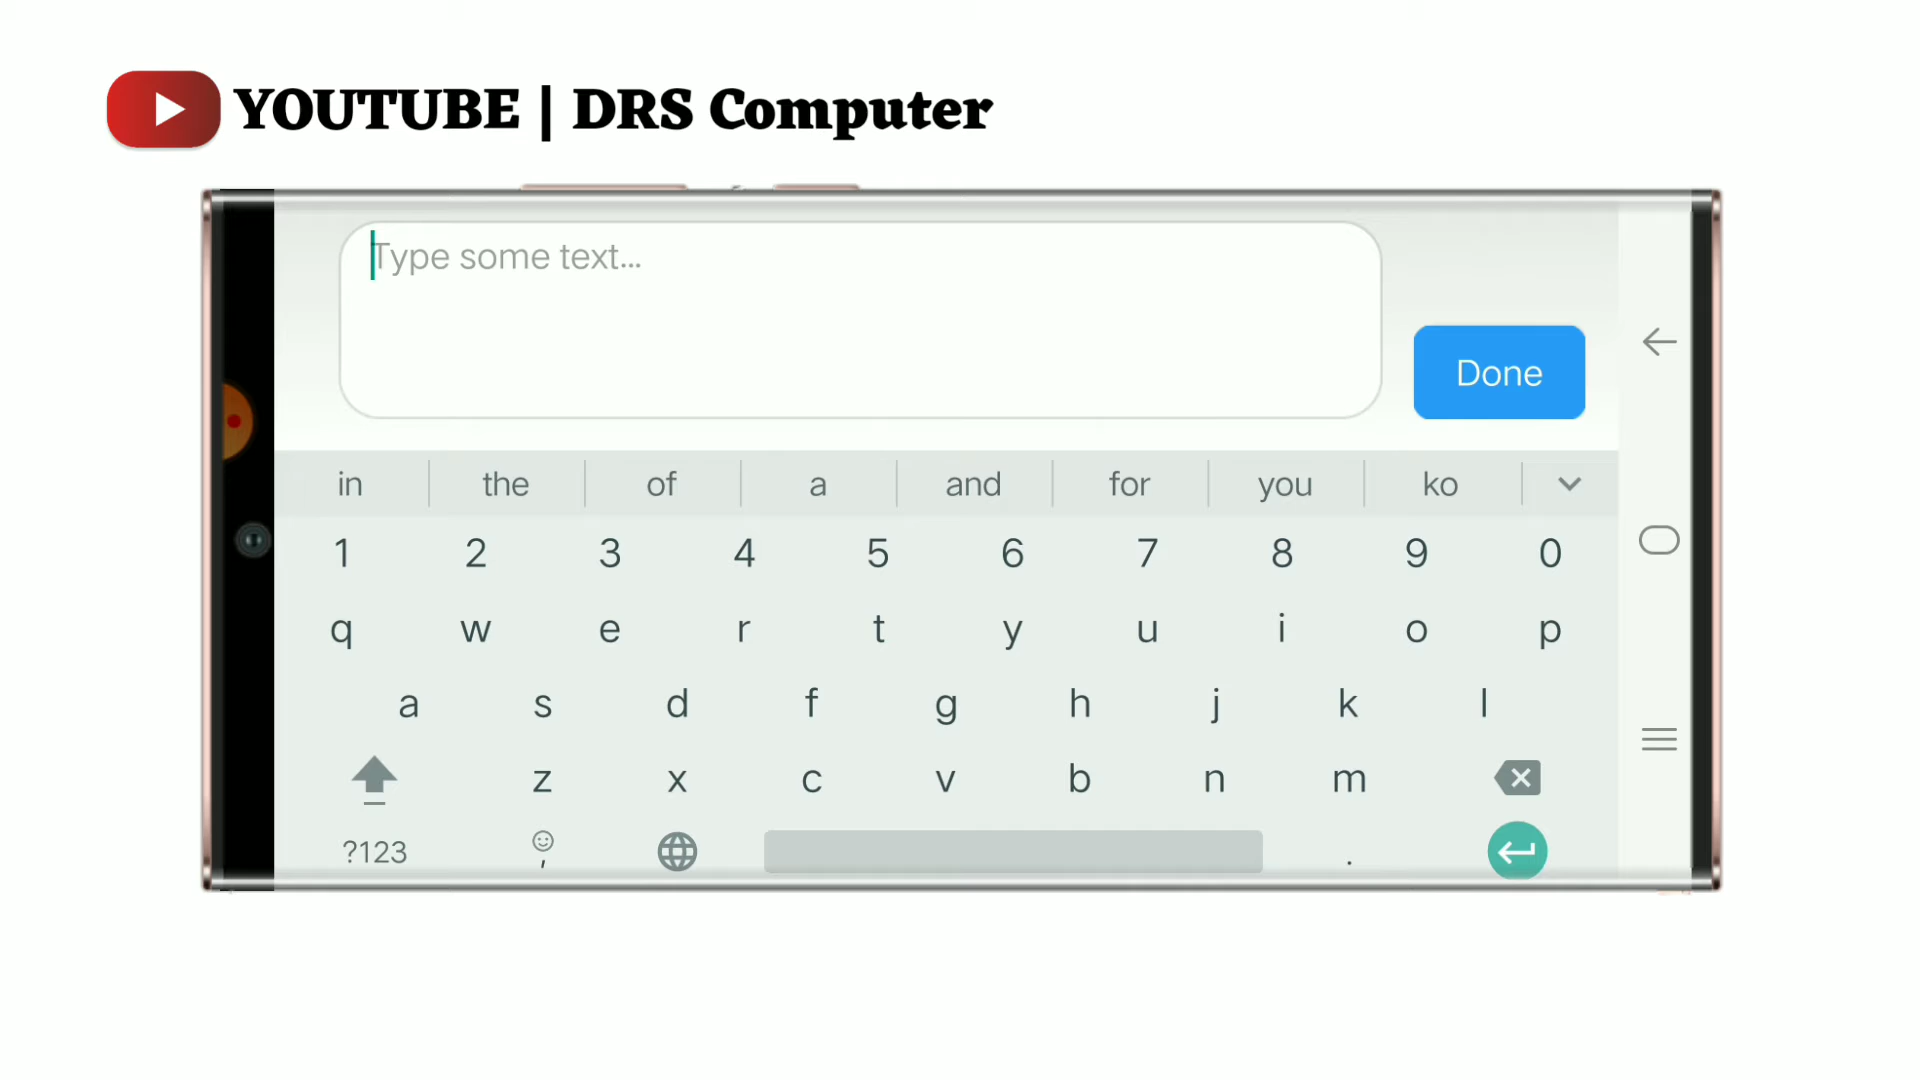 YOUTUBE | DRS Computer
Type some text...
Done
in the of a and for you ko
1 2 3 4 5 6 7 8 9 0
q w e r t y u i o p
a s d f g h j k l
z x c v b n m
?123 , .